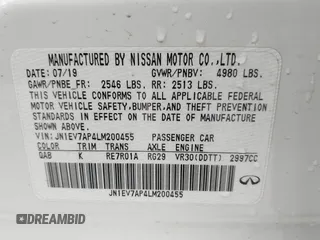 MANUFACTURED BY NISSAN MOTOR CO.,LTD.
DATE: 07/19 GVWR/PNBV: 4980 LBS.
GAWR/PNBE FR: 2546 LBS. RR: 2513 LBS.
THIS VEHICLE CONFORMS TO ALL APPLICABLE FEDERAL
MOTOR VEHICLE SAFETY,BUMPER,AND THEFT PREVENTION
STANDARDS IN EFFECT ON THE DATE OF MANUFACTURE
SHOWN ABOVE.
VIN:JN1EV7AP4LM200455 PASSENGER CAR
COLOR TRIM TRANS AXLE ENGINE
QAB K RE7R01A RG29 VR30(DDTT) 2997CC
JN1EV7AP4LM200455
INFINITI
© AUTOBIDMASTER